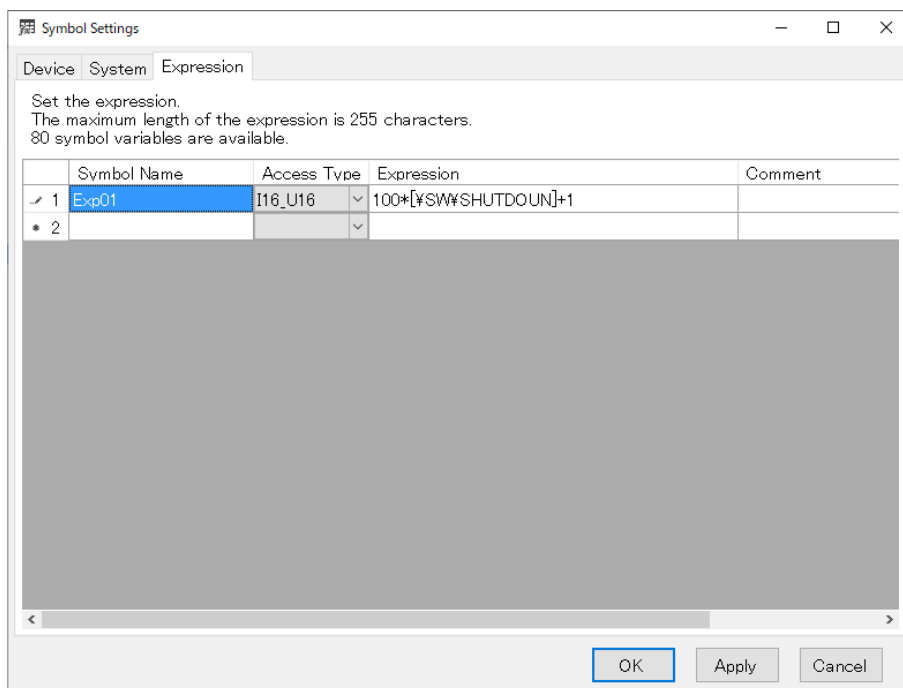 Symbol Settings
Device System Expression
Set the expression.
The maximum length of the expression is 255 characters.
80 symbol variables are available.
Symbol Name Access Type Expression Comment
1 Exp01 I16_U16 100*[¥SW¥SHUTDOUN]+1
* 2
OK Apply Cancel